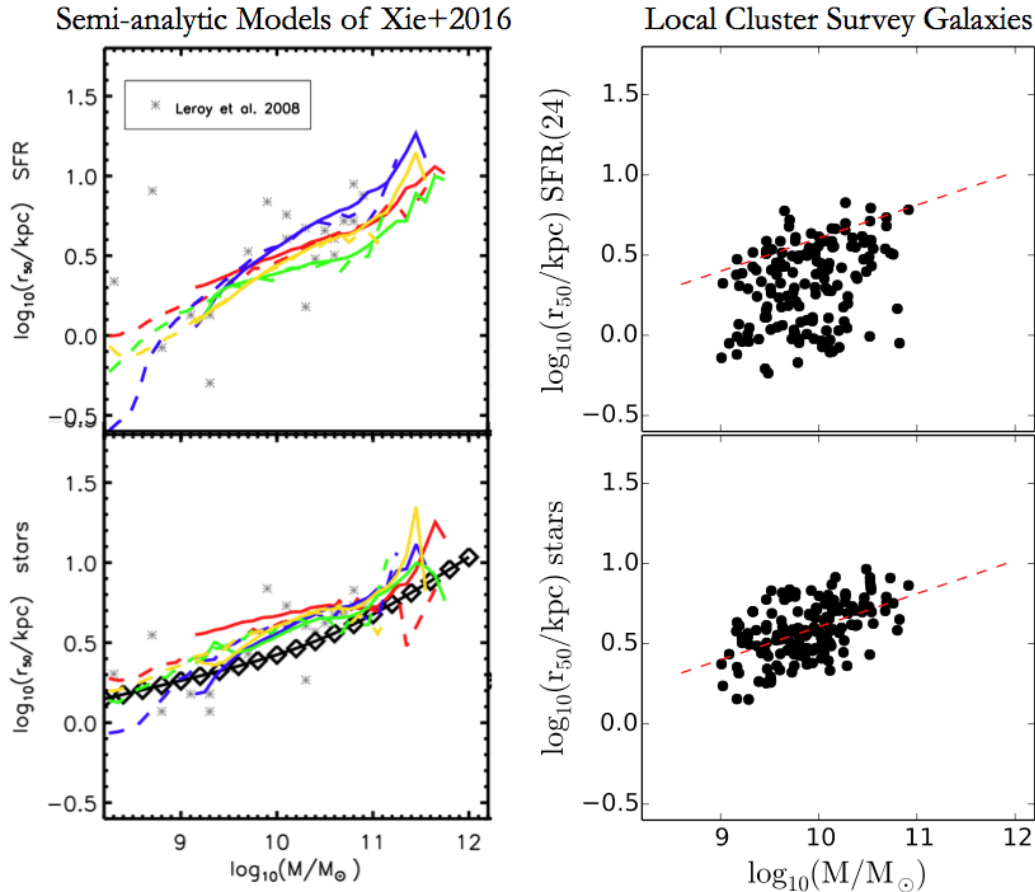 Semi-analytic Models of Xie+2016
Local Cluster Survey Galaxies
1.5
1.0
0.5
0.0
−0.5
log₁₀(r₅₀/kpc) SFR
Leroy et al. 2008
1.5
1.0
0.5
0.0
−0.5
log₁₀(r₅₀/kpc) SFR(24)
1.5
1.0
0.5
0.0
−0.5
log₁₀(r₅₀/kpc) stars
9 10 11 12
log₁₀(M/M☉)
1.5
1.0
0.5
0.0
−0.5
log₁₀(r₅₀/kpc) stars
9 10 11 12
log₁₀(M/M☉)